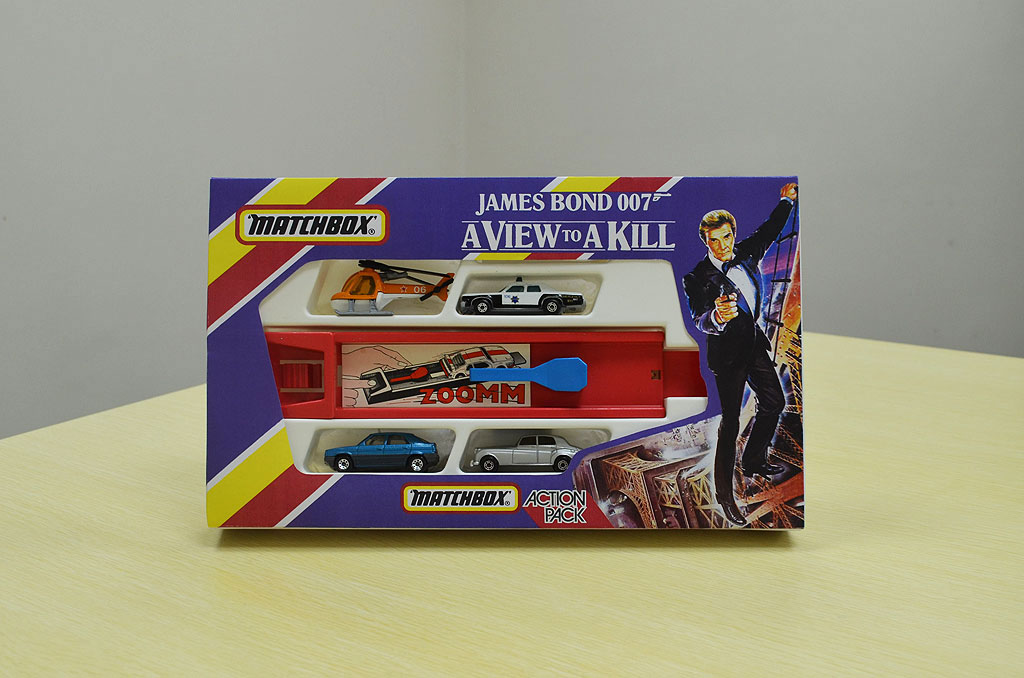 MATCHBOX®
JAMES BOND 007
A VIEW TO A KILL
06
ZOOMM
MATCHBOX®
ACTION
PACK